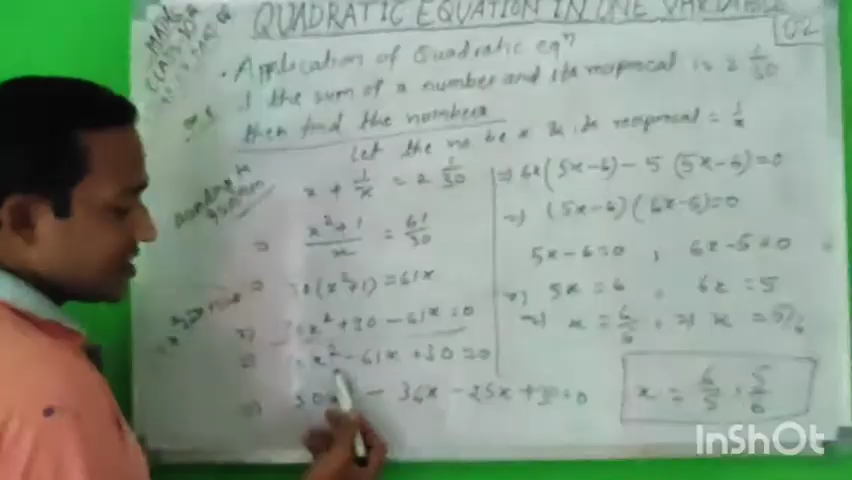 QUADRATIC EQUATION IN ONE VARIABLE
02
MATHS
CLASS-10
• Application of Quadratic eqⁿ
If the sum of a number and its reciprocal is 2 1/30
then find the numbers
Let the no be x & its reciprocal = 1/x
x + 1/x = 2 1/30
⇒ x²+1/x = 61/30
⇒ 30(x²+1) = 61x
⇒ 30x² + 30 - 61x = 0
⇒ x² - 61x + 30 = 0
⇒ 30x² - 36x - 25x + 30 = 0
⇒ 6x(5x-6) - 5(5x-6) = 0
⇒ (5x-6)(6x-5) = 0
5x-6=0, 6x-5=0
⇒ 5x = 6, 6x = 5
⇒ x = 6/5, ⇒ x = 5/6
x = 6/5, 5/6
InShOt